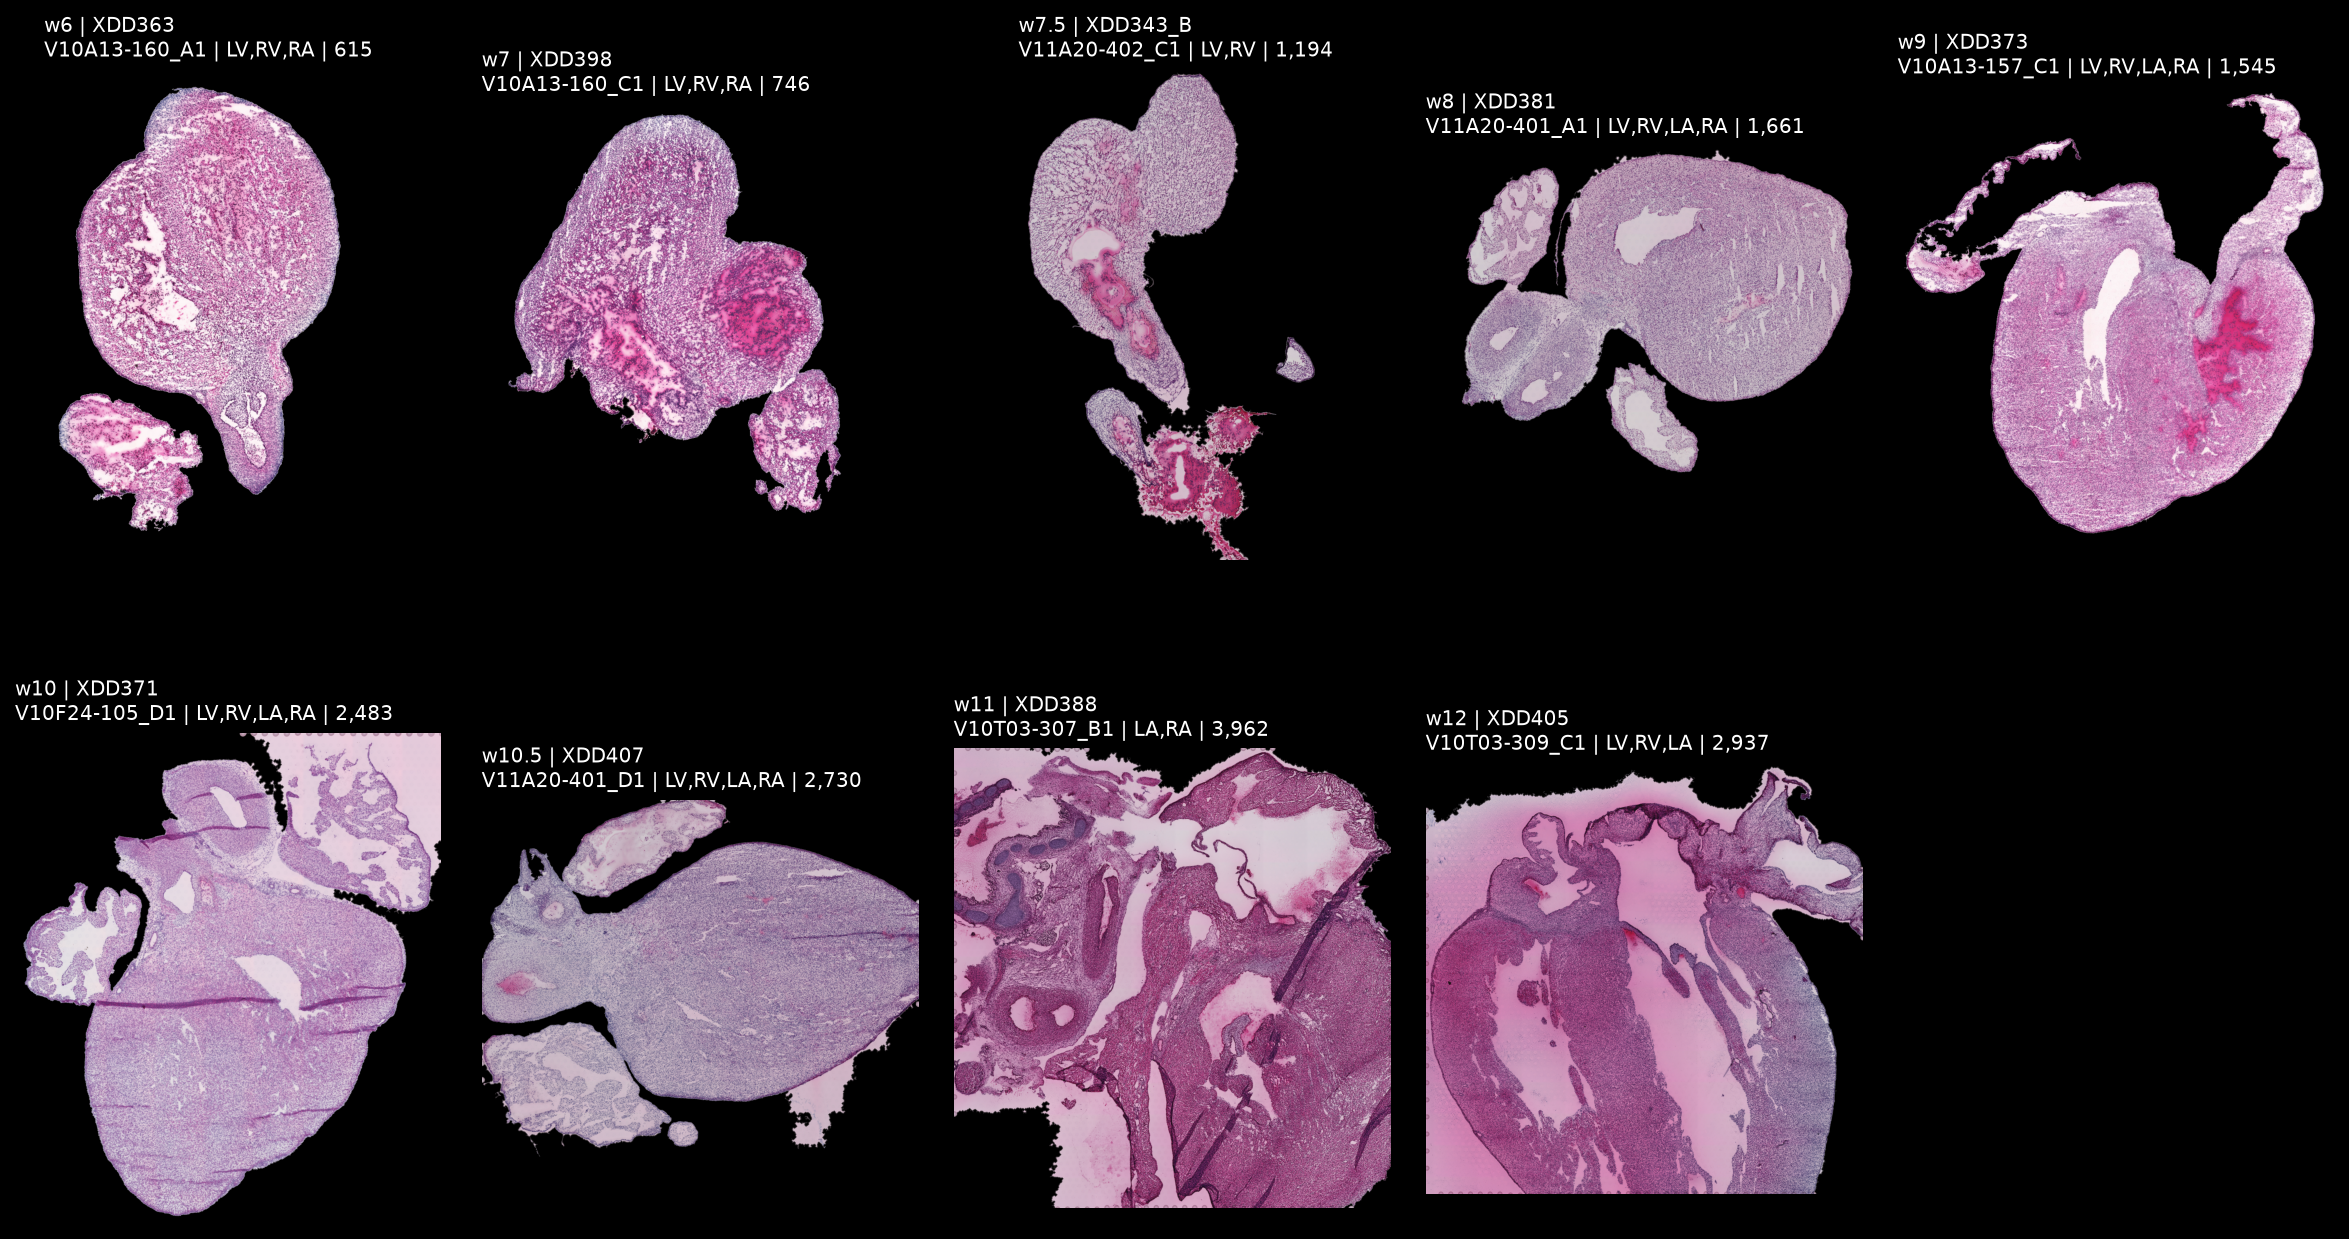 w6 | XDD363
V10A13-160_A1 | LV,RV,RA | 615
w7 | XDD398
V10A13-160_C1 | LV,RV,RA | 746
w7.5 | XDD343_B
V11A20-402_C1 | LV,RV | 1,194
w8 | XDD381
V11A20-401_A1 | LV,RV,LA,RA | 1,661
w9 | XDD373
V10A13-157_C1 | LV,RV,LA,RA | 1,545
w10 | XDD371
V10F24-105_D1 | LV,RV,LA,RA | 2,483
w10.5 | XDD407
V11A20-401_D1 | LV,RV,LA,RA | 2,730
w11 | XDD388
V10T03-307_B1 | LA,RA | 3,962
w12 | XDD405
V10T03-309_C1 | LV,RV,LA | 2,937